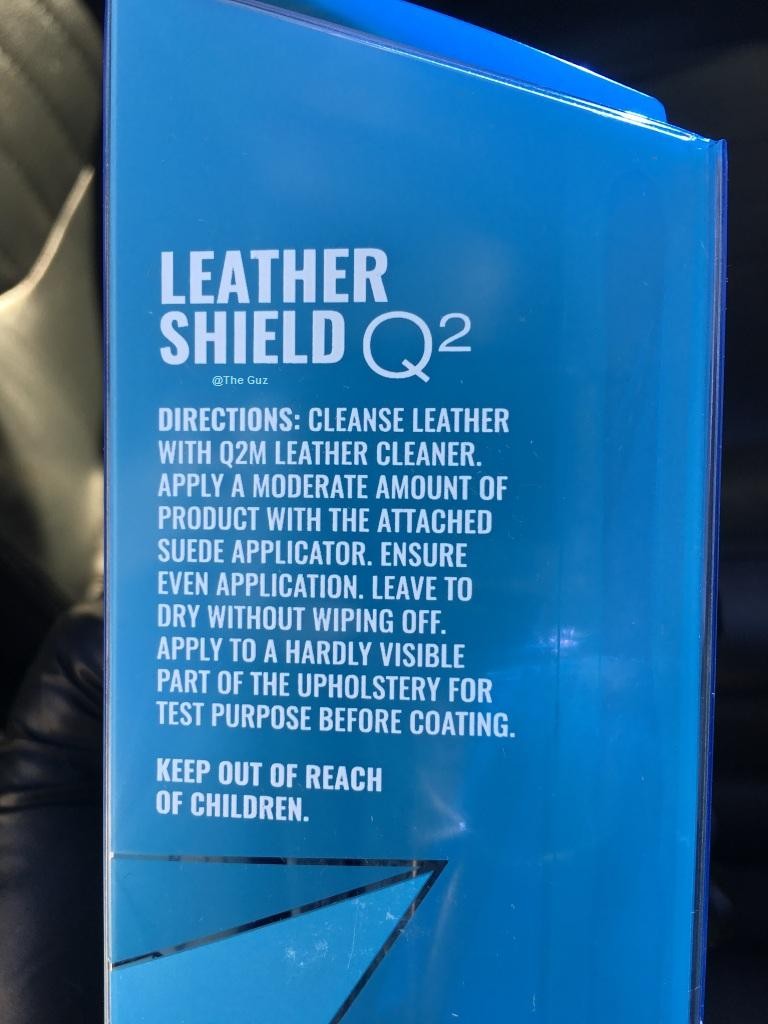 LEATHER
SHIELD Q2
@The Guz
DIRECTIONS: CLEANSE LEATHER
WITH Q2M LEATHER CLEANER.
APPLY A MODERATE AMOUNT OF
PRODUCT WITH THE ATTACHED
SUEDE APPLICATOR. ENSURE
EVEN APPLICATION. LEAVE TO
DRY WITHOUT WIPING OFF.
APPLY TO A HARDLY VISIBLE
PART OF THE UPHOLSTERY FOR
TEST PURPOSE BEFORE COATING.
KEEP OUT OF REACH
OF CHILDREN.